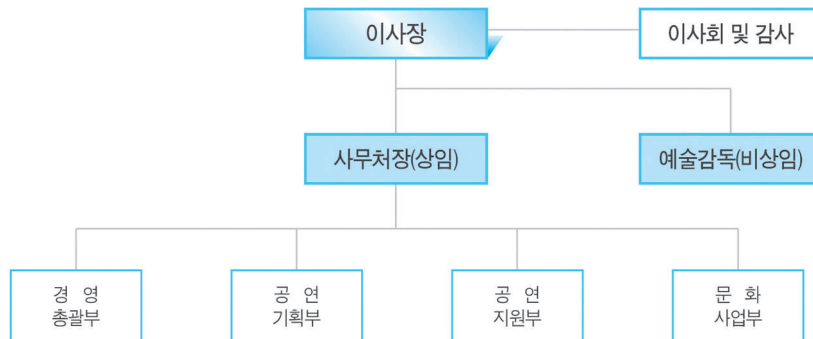 이사장
이사회 및 감사
사무처장(상임)
예술감독(비상임)
경 영
총괄부
공 연
기획부
공 연
지원부
문 화
사업부